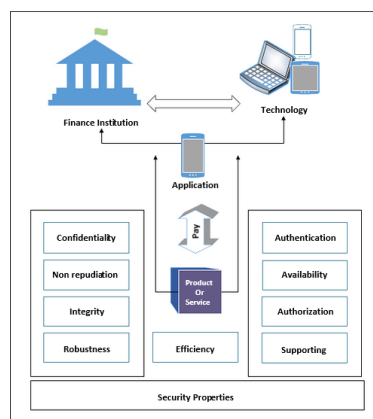 Finance Institution
Technology
Application
Pay
Confidentiality
Non repudiation
Integrity
Robustness
Product
Or
Service
Efficiency
Authentication
Availability
Authorization
Supporting
Security Properties